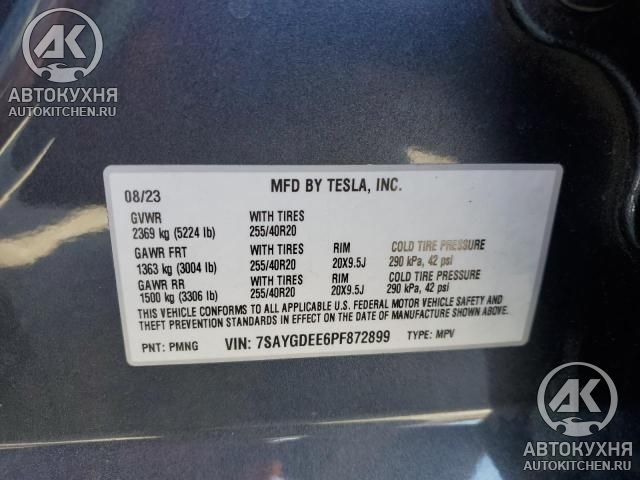 AK
АВТОКУХНЯ
AUTOKITCHEN.RU
08/23
MFD BY TESLA, INC.
GVWR WITH TIRES
2369 kg (5224 lb) 255/40R20
GAWR FRT WITH TIRES RIM COLD TIRE PRESSURE
1363 kg (3004 lb) 255/40R20 20X9.5J 290 kPa, 42 psi
GAWR RR WITH TIRES RIM COLD TIRE PRESSURE
1500 kg (3306 lb) 255/40R20 20X9.5J 290 kPa, 42 psi
THIS VEHICLE CONFORMS TO ALL APPLICABLE U.S. FEDERAL MOTOR VEHICLE SAFETY AND
THEFT PREVENTION STANDARDS IN EFFECT ON THE DATE OF MANUFACTURE SHOWN ABOVE.
PNT: PMNG VIN: 7SAYGDEE6PF872899 TYPE: MPV
AK
АВТОКУХНЯ
AUTOKITCHEN.RU